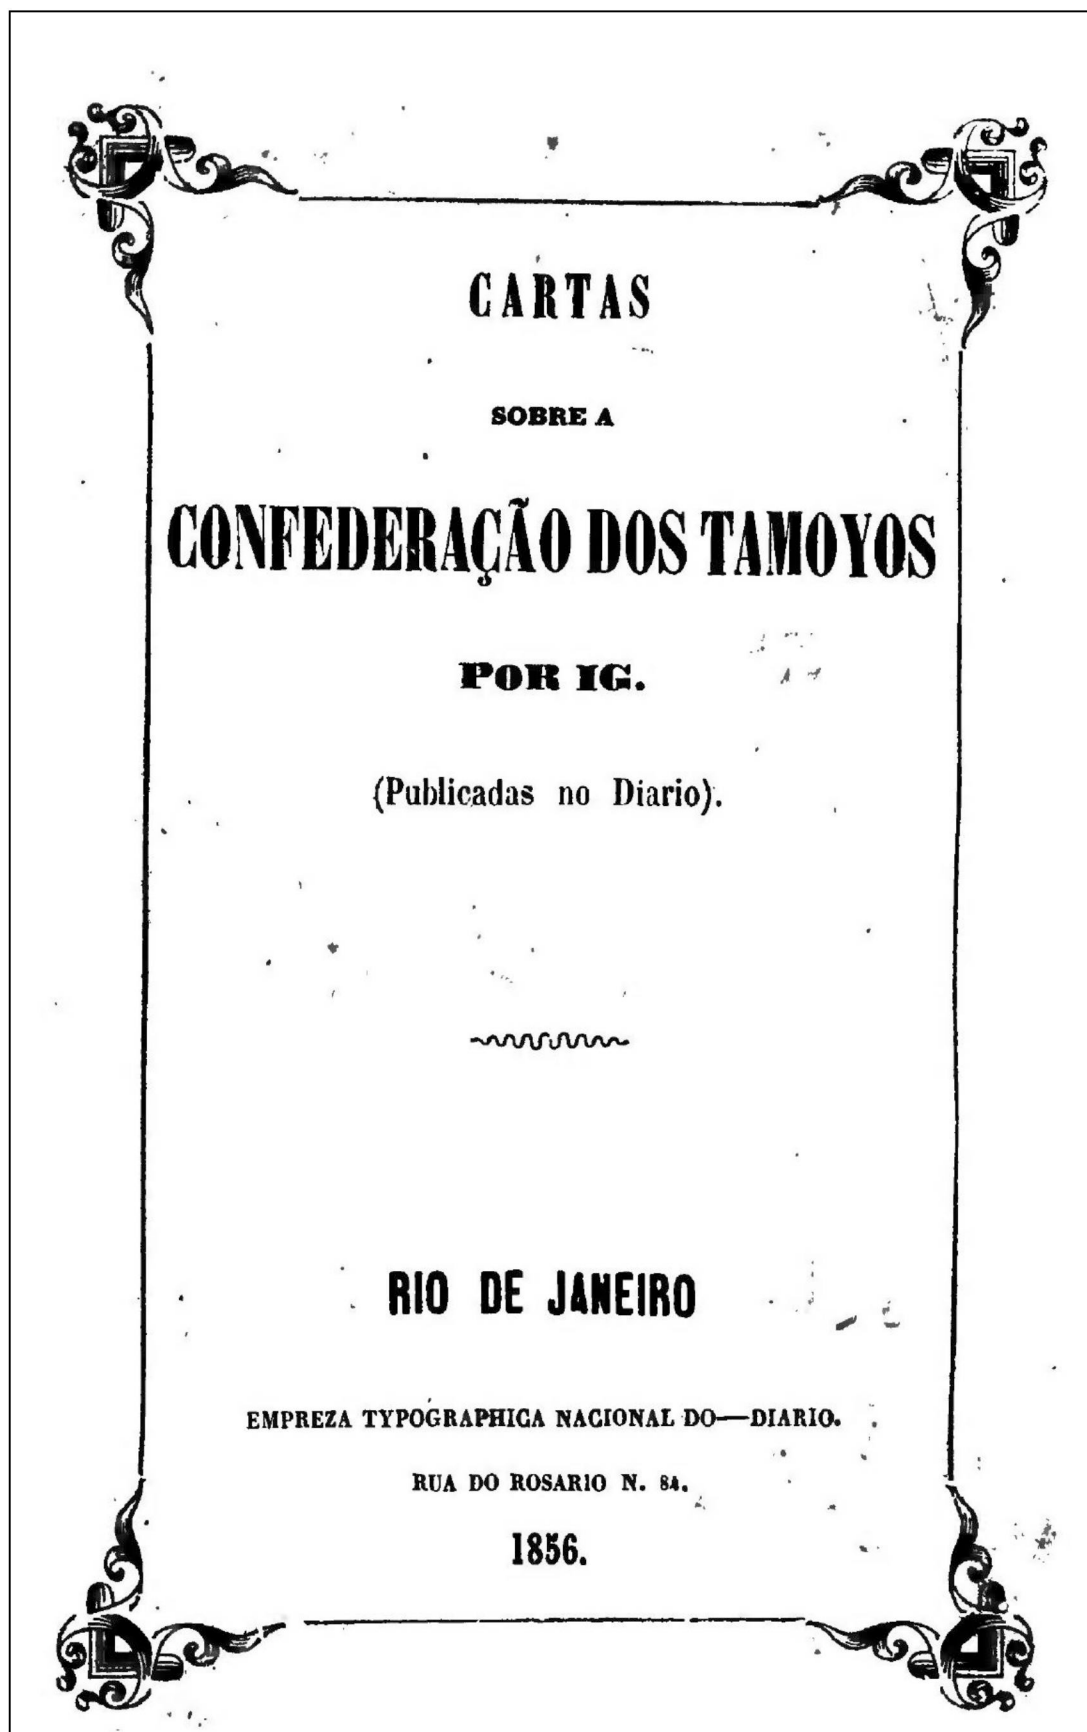 CARTAS
SOBRE A
CONFEDERAÇÃO DOS TAMOYOS
POR IG.
(Publicadas no Diario).
RIO DE JANEIRO
EMPREZA TYPOGRAPHICA NACIONAL DO—DIARIO.
RUA DO ROSARIO N. 84.
1856.